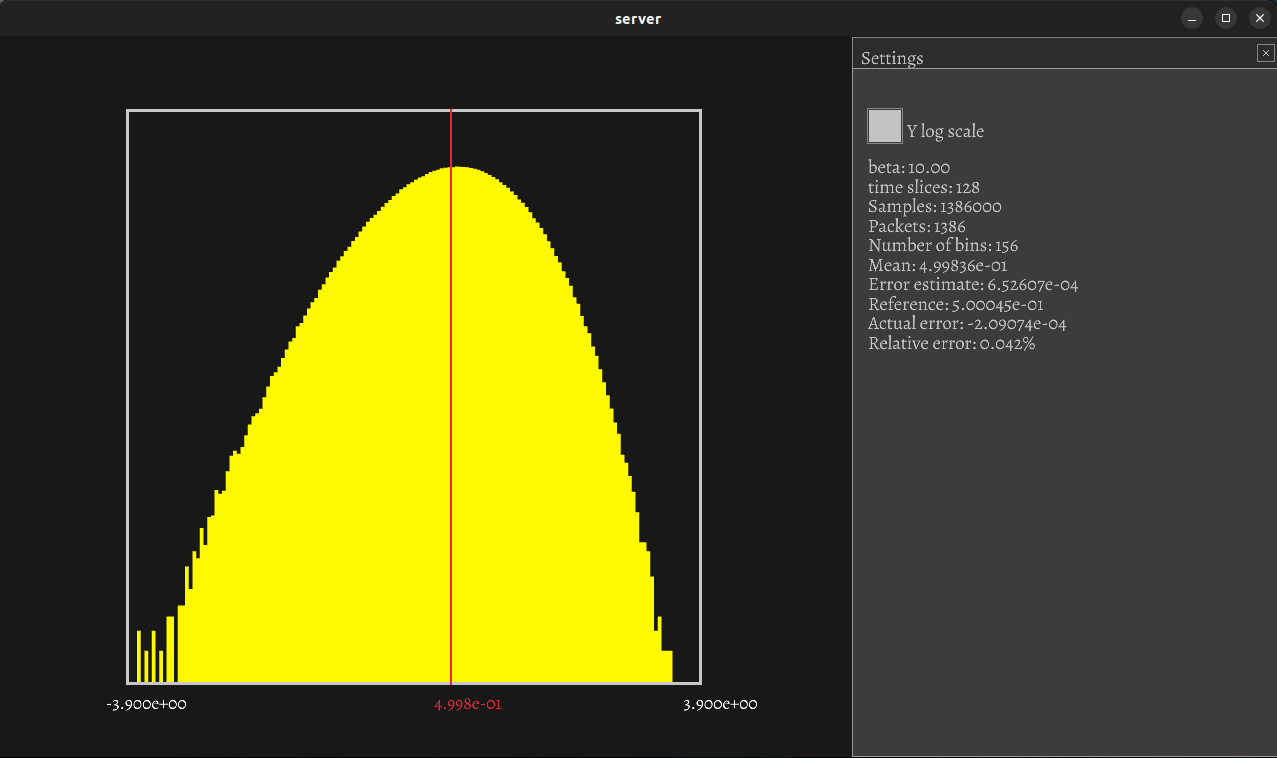 server
Settings
Y log scale
beta: 10.00
time slices: 128
Samples: 1386000
Packets: 1386
Number of bins: 156
Mean: 4.99836e-01
Error estimate: 6.52607e-04
Reference: 5.00045e-01
Actual error: -2.09074e-04
Relative error: 0.042%
-3.900e+00
4.998e-01
3.900e+00